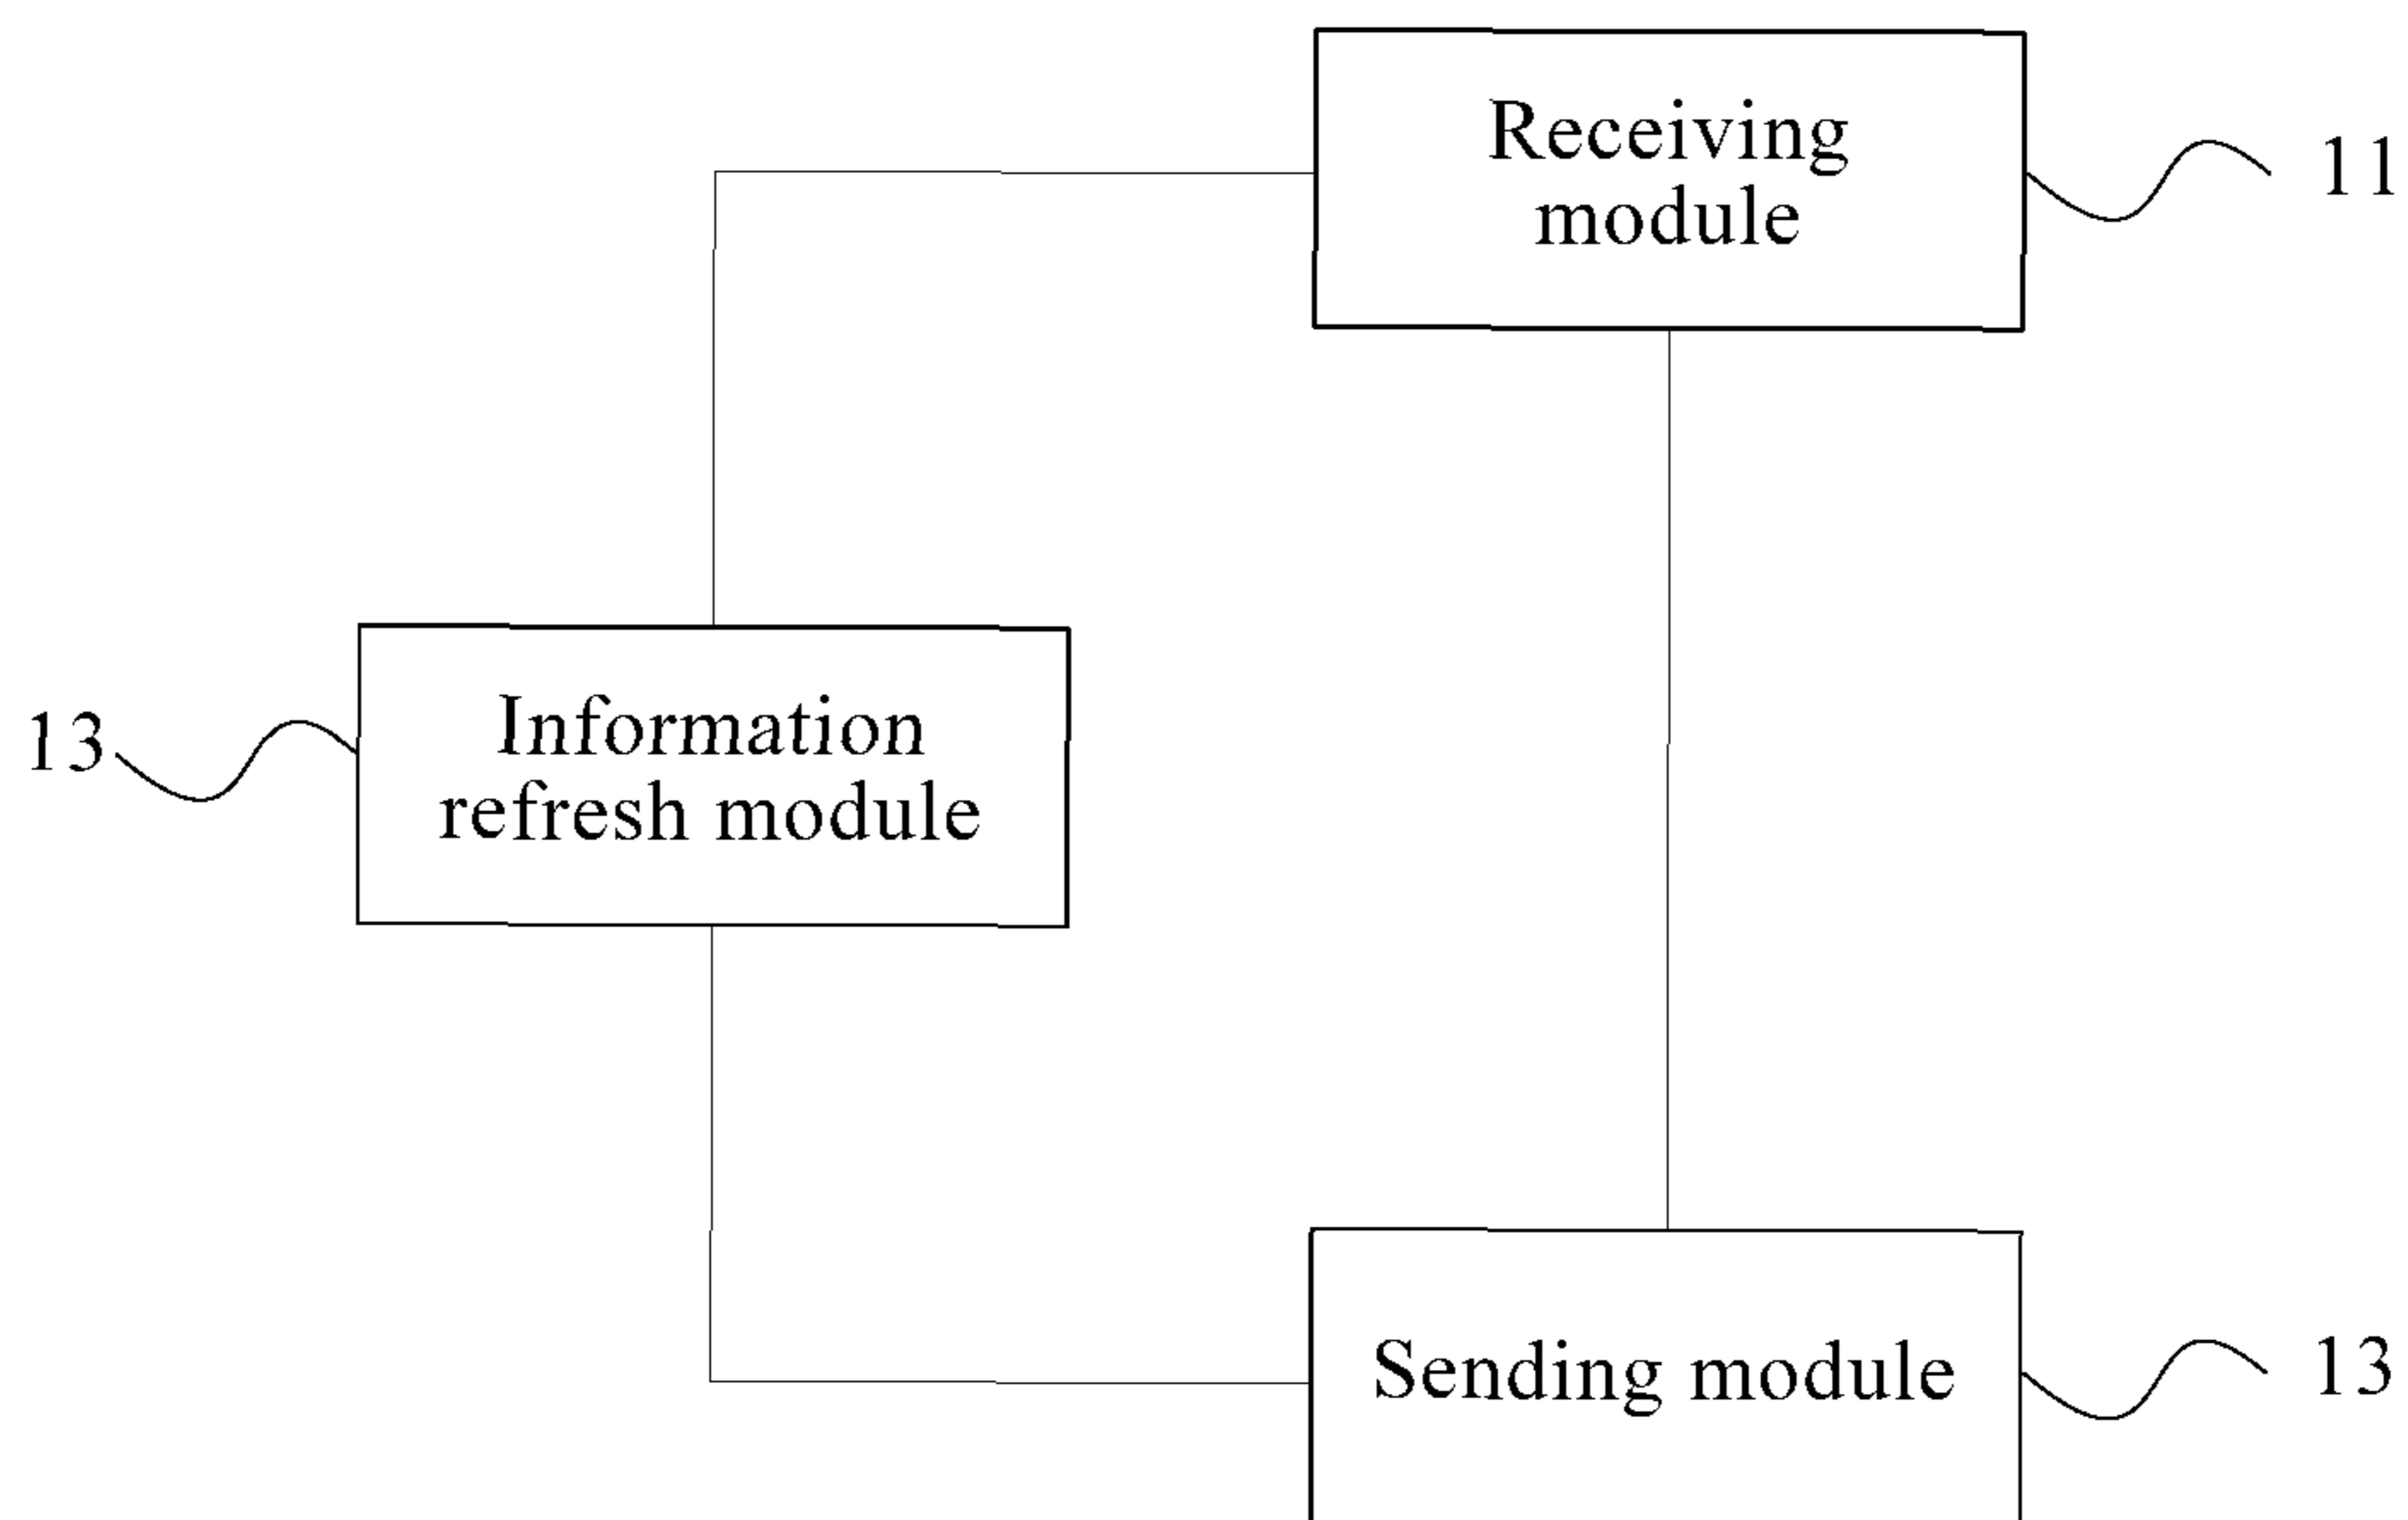 Receiving
module
11
13
Information
refresh module
Sending module
13